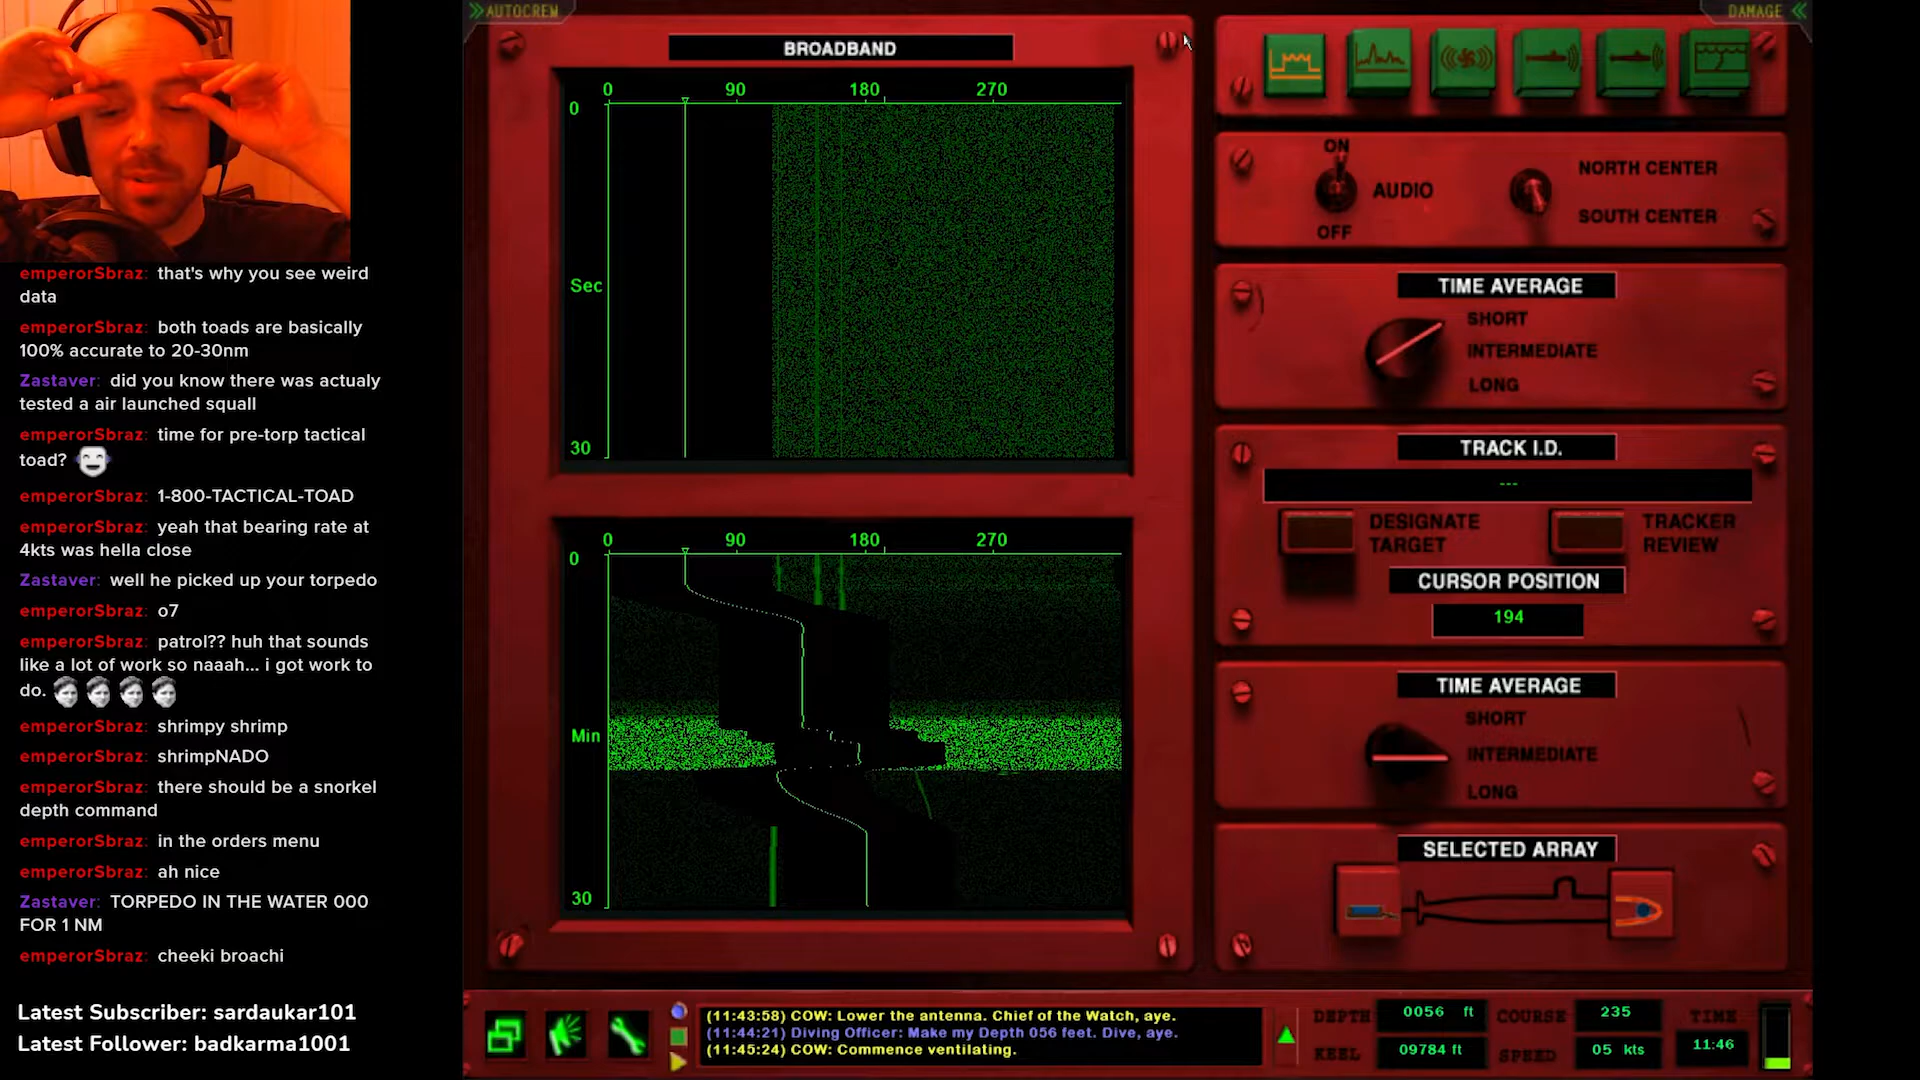 AUTOCREW
DAMAGE
BROADBAND
0 90 180 270
0
Sec
30
0 90 180 270
0
Min
30
ON
AUDIO
OFF
NORTH CENTER
SOUTH CENTER
TIME AVERAGE
SHORT
INTERMEDIATE
LONG
TRACK I.D.
---
DESIGNATE
TARGET
TRACKER
REVIEW
CURSOR POSITION
194
TIME AVERAGE
SHORT
INTERMEDIATE
LONG
SELECTED ARRAY
emperorSbraz: that's why you see weird
data
emperorSbraz: both toads are basically
100% accurate to 20-30nm
Zastaver: did you know there was actualy
tested a air launched squall
emperorSbraz: time for pre-torp tactical
toad?
emperorSbraz: 1-800-TACTICAL-TOAD
emperorSbraz: yeah that bearing rate at
4kts was hella close
Zastaver: well he picked up your torpedo
emperorSbraz: o7
emperorSbraz: patrol?? huh that sounds
like a lot of work so naaah... i got work to
do.
emperorSbraz: shrimpy shrimp
emperorSbraz: shrimpNADO
emperorSbraz: there should be a snorkel
depth command
emperorSbraz: in the orders menu
emperorSbraz: ah nice
Zastaver: TORPEDO IN THE WATER 000
FOR 1 NM
emperorSbraz: cheeki broachi
Latest Subscriber: sardaukar101
Latest Follower: badkarma1001
(11:43:58) COW: Lower the antenna. Chief of the Watch, aye.
(11:44:21) Diving Officer: Make my Depth 056 feet. Dive, aye.
(11:45:24) COW: Commence ventilating.
DEPTH 0056 ft COURSE 235 TIME
KEEL 09784 ft SPEED 05 kts 11:46